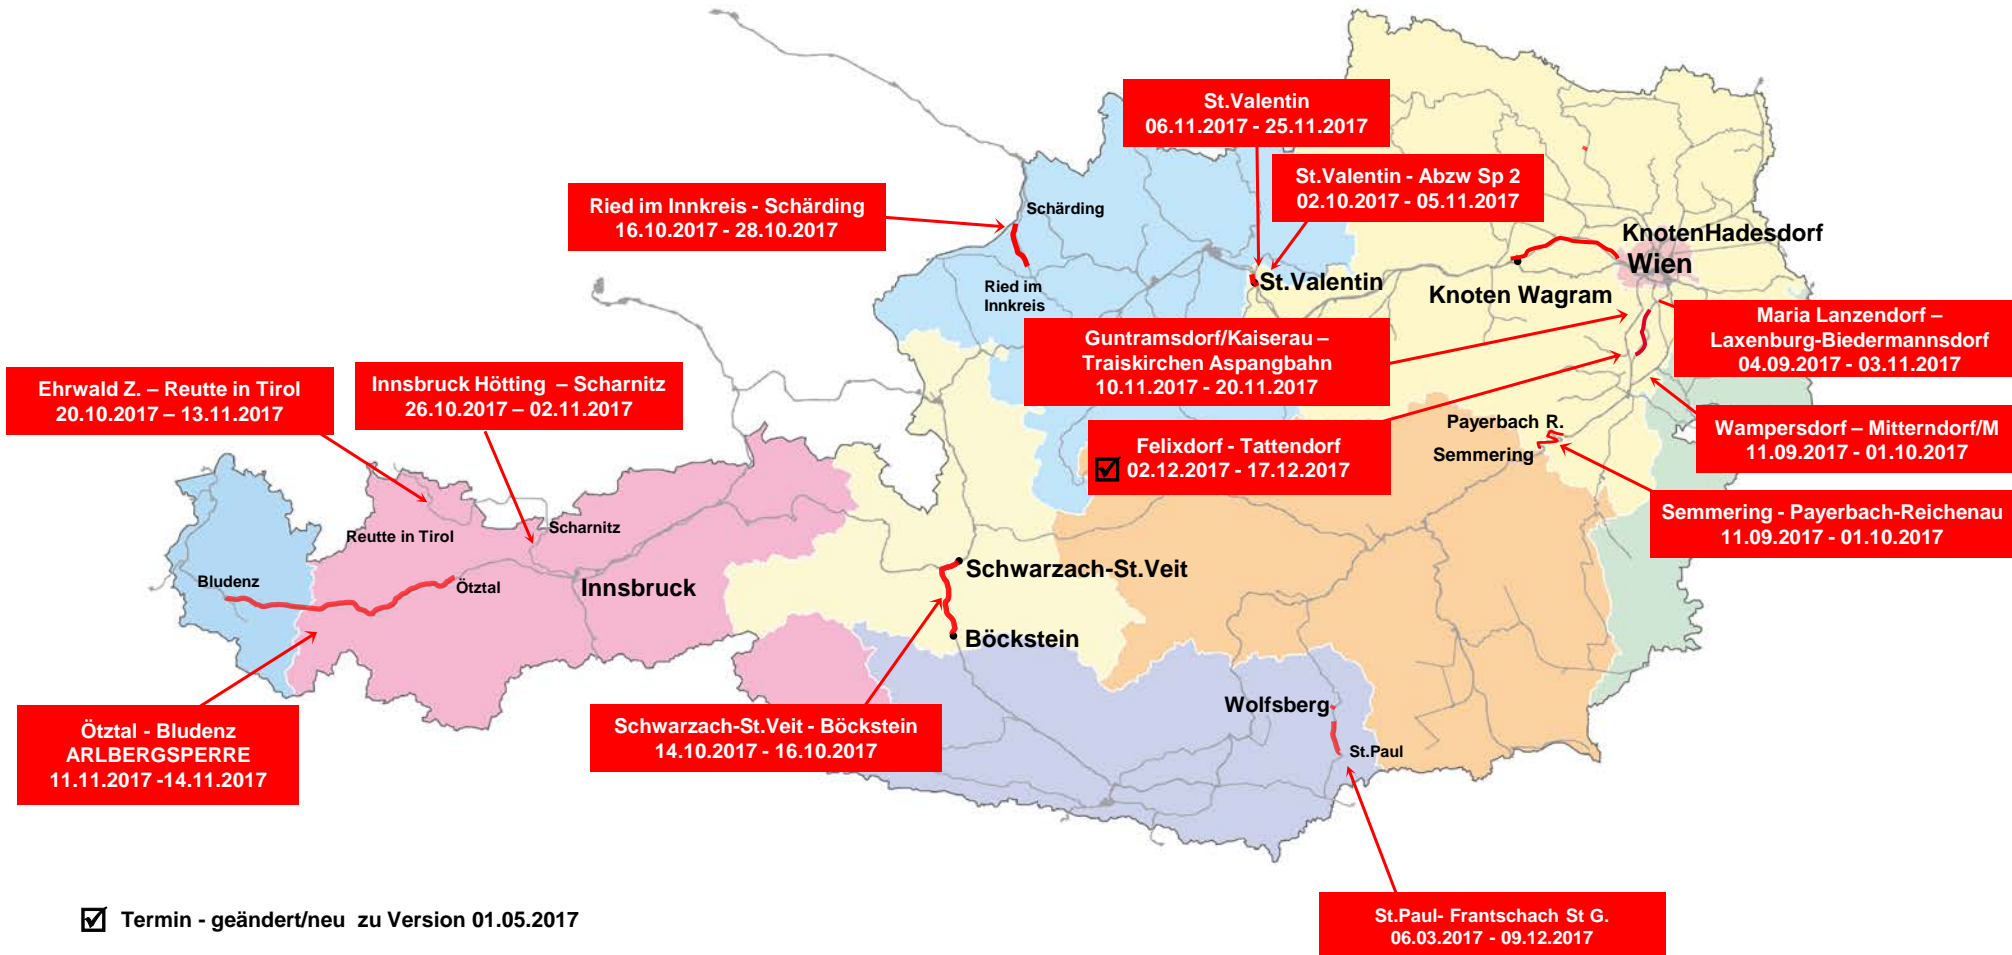 St.Valentin
06.11.2017 - 25.11.2017
St.Valentin - Abzw Sp 2
02.10.2017 - 05.11.2017
Ried im Innkreis - Schärding
16.10.2017 - 28.10.2017
Schärding
Ried im
Innkreis
St.Valentin
KnotenHadesdorf
Wien
Knoten Wagram
Maria Lanzendorf –
Laxenburg-Biedermannsdorf
04.09.2017 - 03.11.2017
Guntramsdorf/Kaiserau –
Traiskirchen Aspangbahn
10.11.2017 - 20.11.2017
Ehrwald Z. – Reutte in Tirol
20.10.2017 – 13.11.2017
Innsbruck Hötting – Scharnitz
26.10.2017 – 02.11.2017
Felixdorf - Tattendorf
02.12.2017 - 17.12.2017
Payerbach R.
Semmering
Wampersdorf – Mitterndorf/M
11.09.2017 - 01.10.2017
Semmering - Payerbach-Reichenau
11.09.2017 - 01.10.2017
Reutte in Tirol
Scharnitz
Bludenz
Ötztal
Innsbruck
Schwarzach-St.Veit
Böckstein
Ötztal - Bludenz
ARLBERGSPERRE
11.11.2017 -14.11.2017
Schwarzach-St.Veit - Böckstein
14.10.2017 - 16.10.2017
Wolfsberg
St.Paul
St.Paul- Frantschach St G.
06.03.2017 - 09.12.2017
Termin - geändert/neu zu Version 01.05.2017